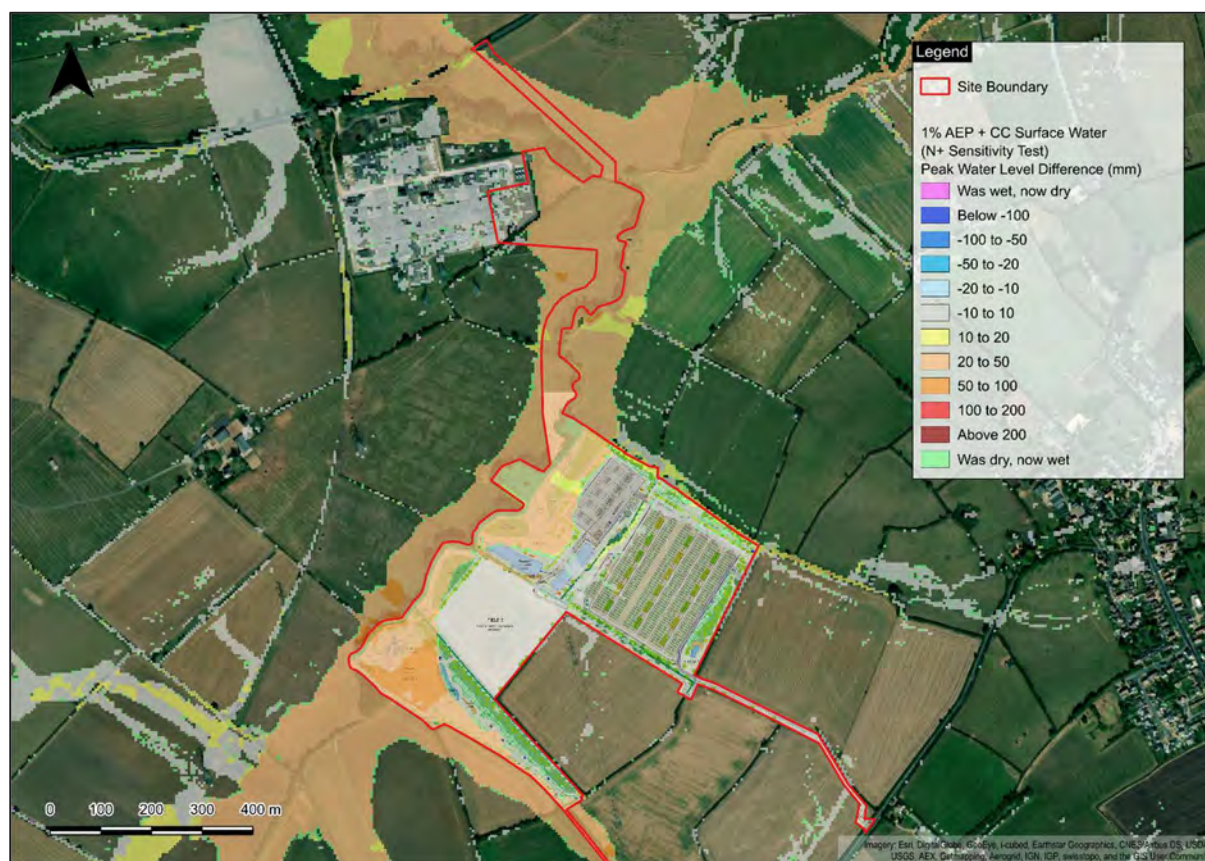 Legend
Site Boundary
1% AEP + CC Surface Water
(N+ Sensitivity Test)
Peak Water Level Difference (mm)
Was wet, now dry
Below -100
-100 to -50
-50 to -20
-20 to -10
-10 to 10
10 to 20
20 to 50
50 to 100
100 to 200
Above 200
Was dry, now wet
0 100 200 300 400 m
Imagery: Esri, DigitalGlobe, GeoEye, i-cubed, Earthstar Geographics, CNES/Airbus DS, USDA,
USGS, AEX, Getmapping, Aerogrid, IGN, IGP, swisstopo, and the GIS User Community